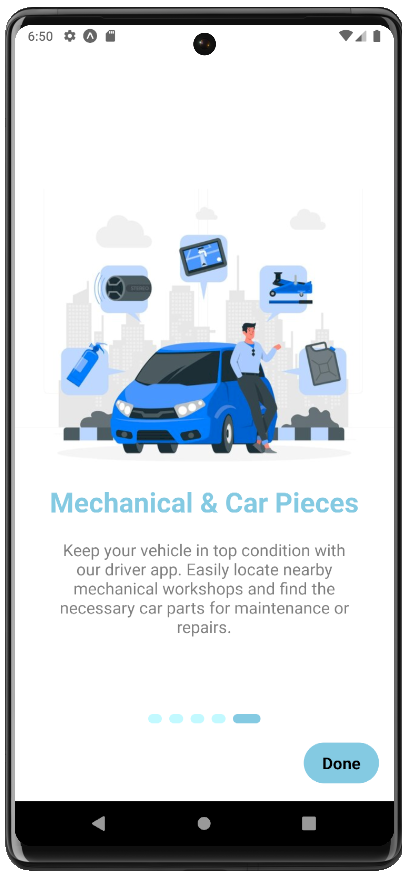 6:50
Mechanical & Car Pieces
Keep your vehicle in top condition with
our driver app. Easily locate nearby
mechanical workshops and find the
necessary car parts for maintenance or
repairs.
Done